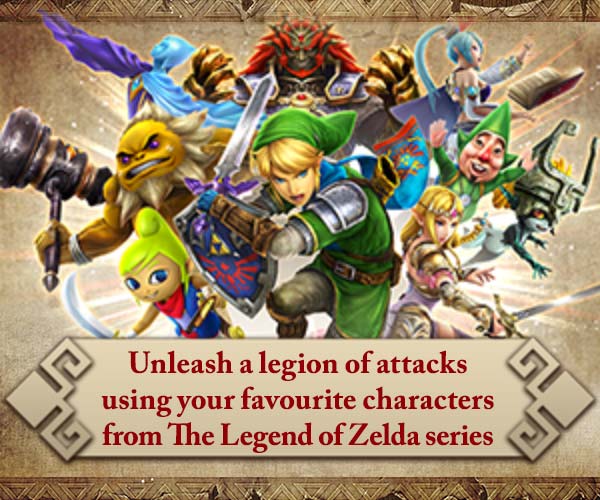 Unleash a legion of attacks
using your favourite characters
from The Legend of Zelda series